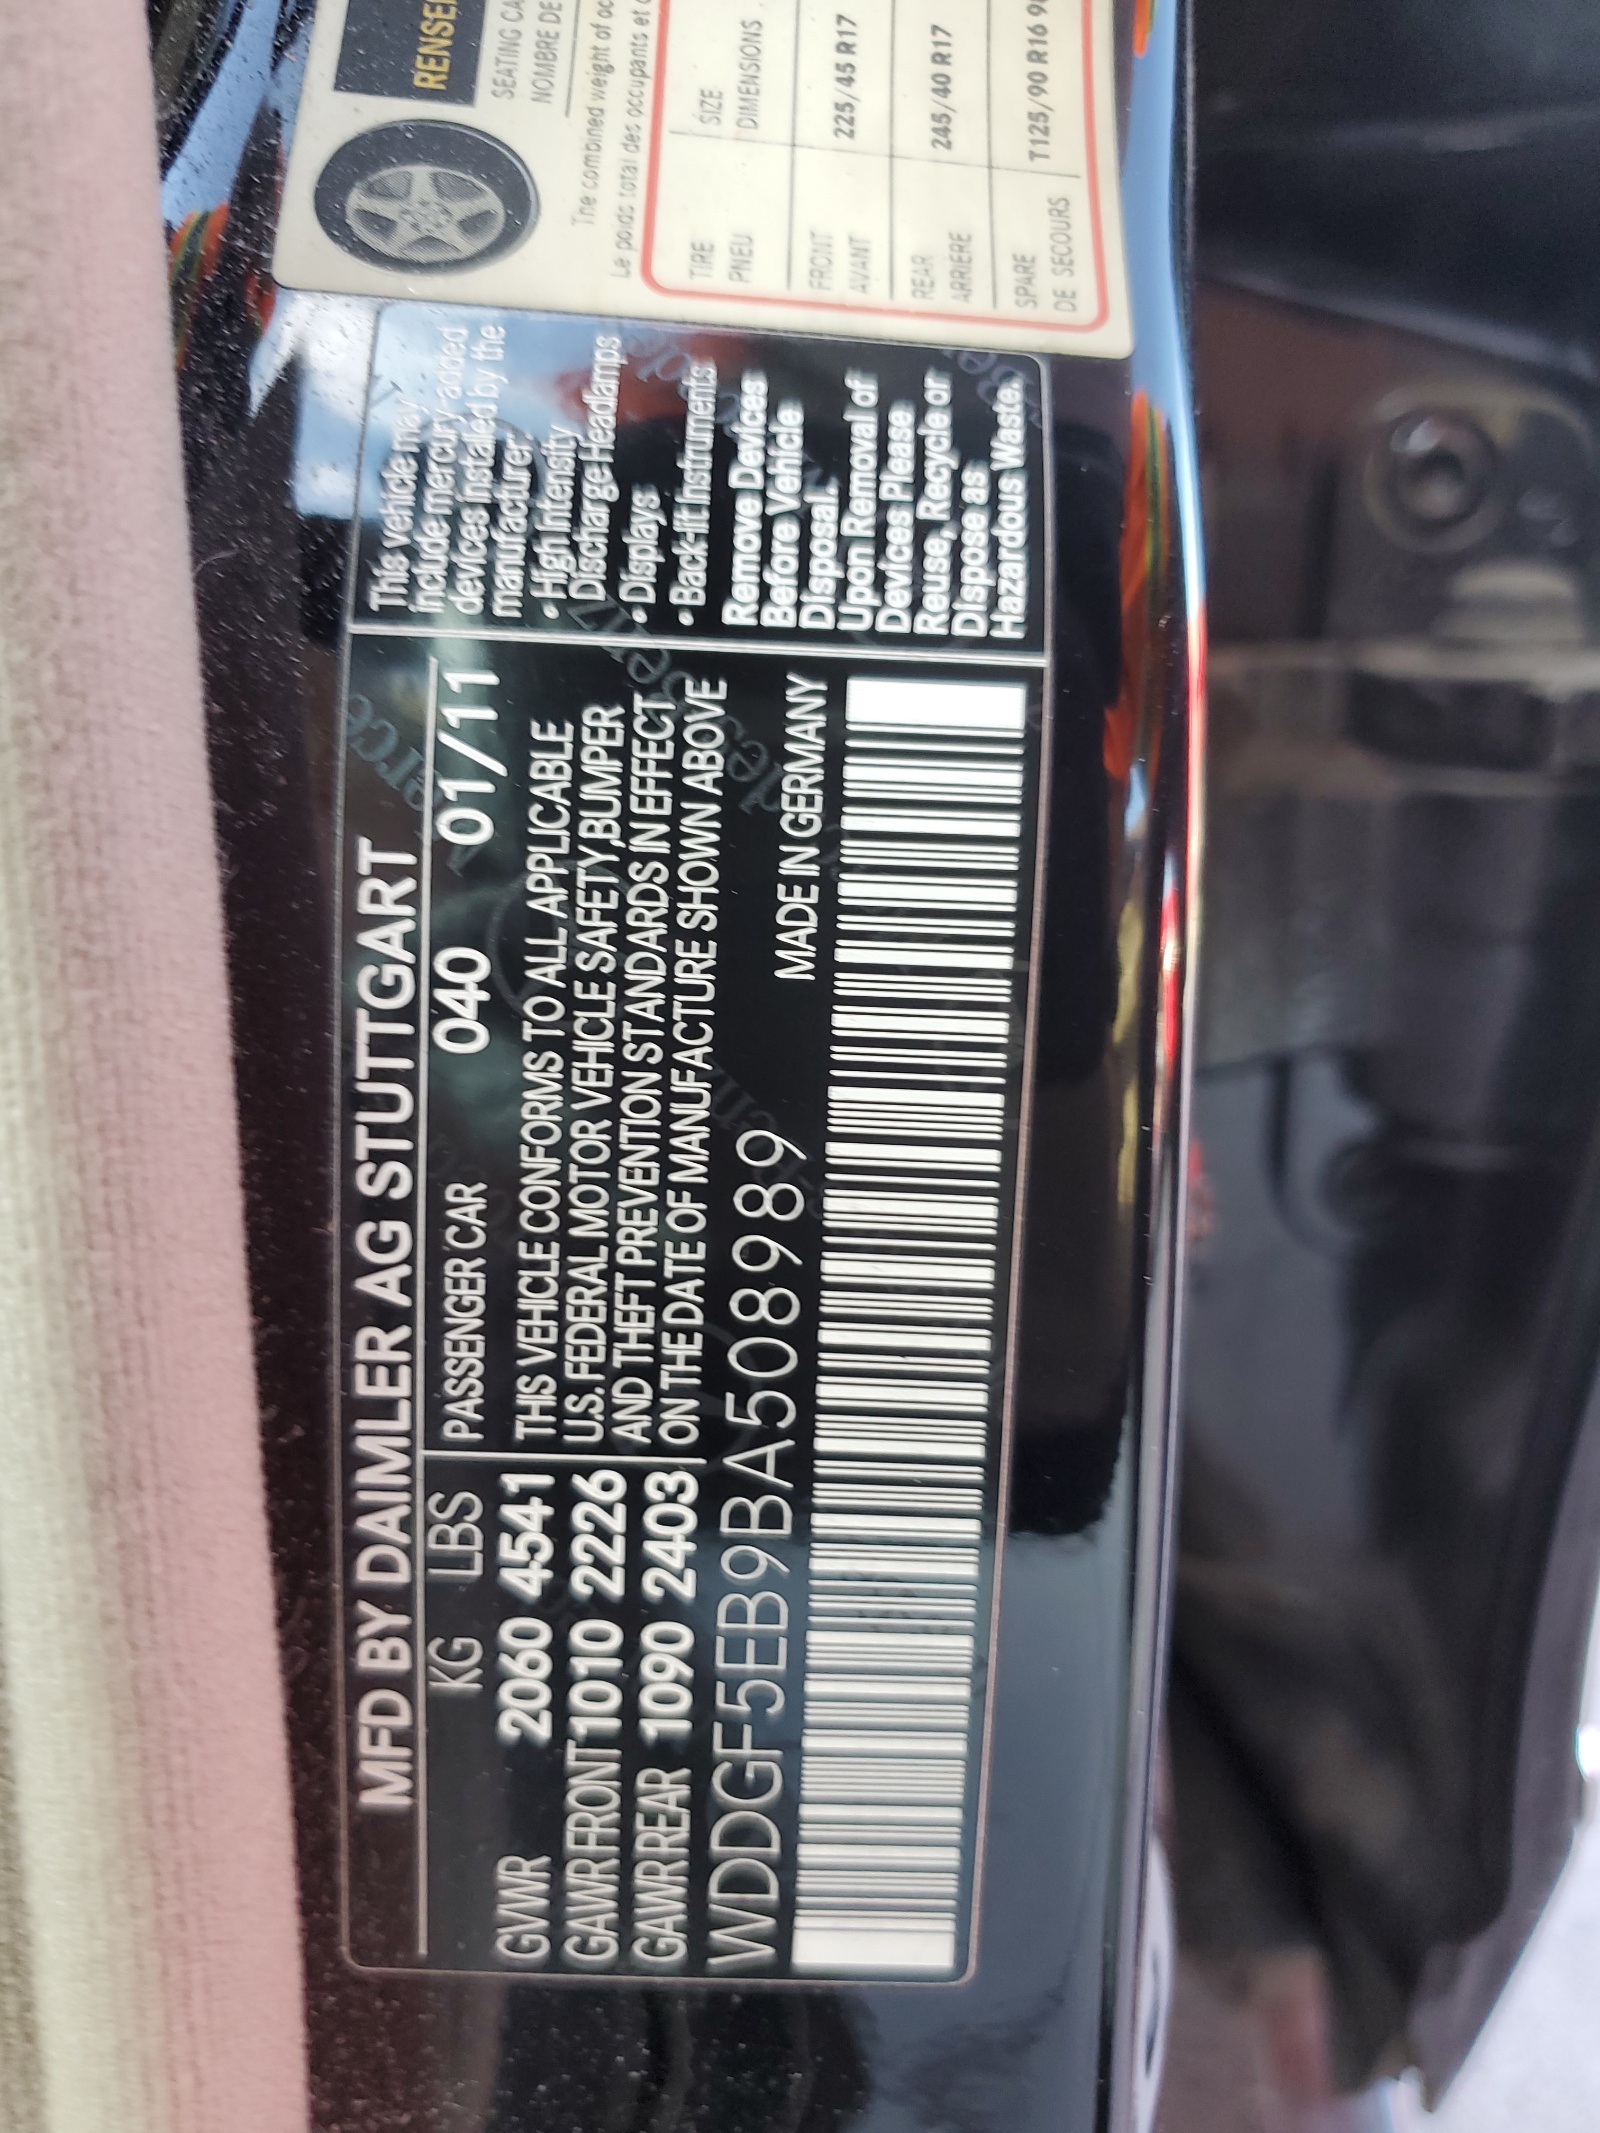 MFD BY DAIMLER AG STUTTGART
KG LBS PASSENGER CAR 040 01/11
GVWR 2060 4541
GAWR FRONT 1010 2226
GAWR REAR 1090 2403
THIS VEHICLE CONFORMS TO ALL APPLICABLE
U.S. FEDERAL MOTOR VEHICLE SAFETY,BUMPER
AND THEFT PREVENTION STANDARDS IN EFFECT
ON THE DATE OF MANUFACTURE SHOWN ABOVE
WDDGF5EB9BA508989
MADE IN GERMANY
This vehicle may
include mercury added
devices installed by the
manufacturer:
• High Intensity
Discharge Headlamps
• Displays
• Back-lit Instruments
Remove Devices
Before Vehicle
Disposal.
Upon Removal of
Devices Please
Reuse, Recycle or
Dispose as
Hazardous Waste.
RENSE
SEATING CA
NOMBRE DE
The combined weight of oc
Le poids total des occupants et
TIRE SIZE
PNEU DIMENSIONS
FRONT
AVANT 225/45 R17
REAR
ARRIERE 245/40 R17
SPARE
DE SECOURS T125/90 R16